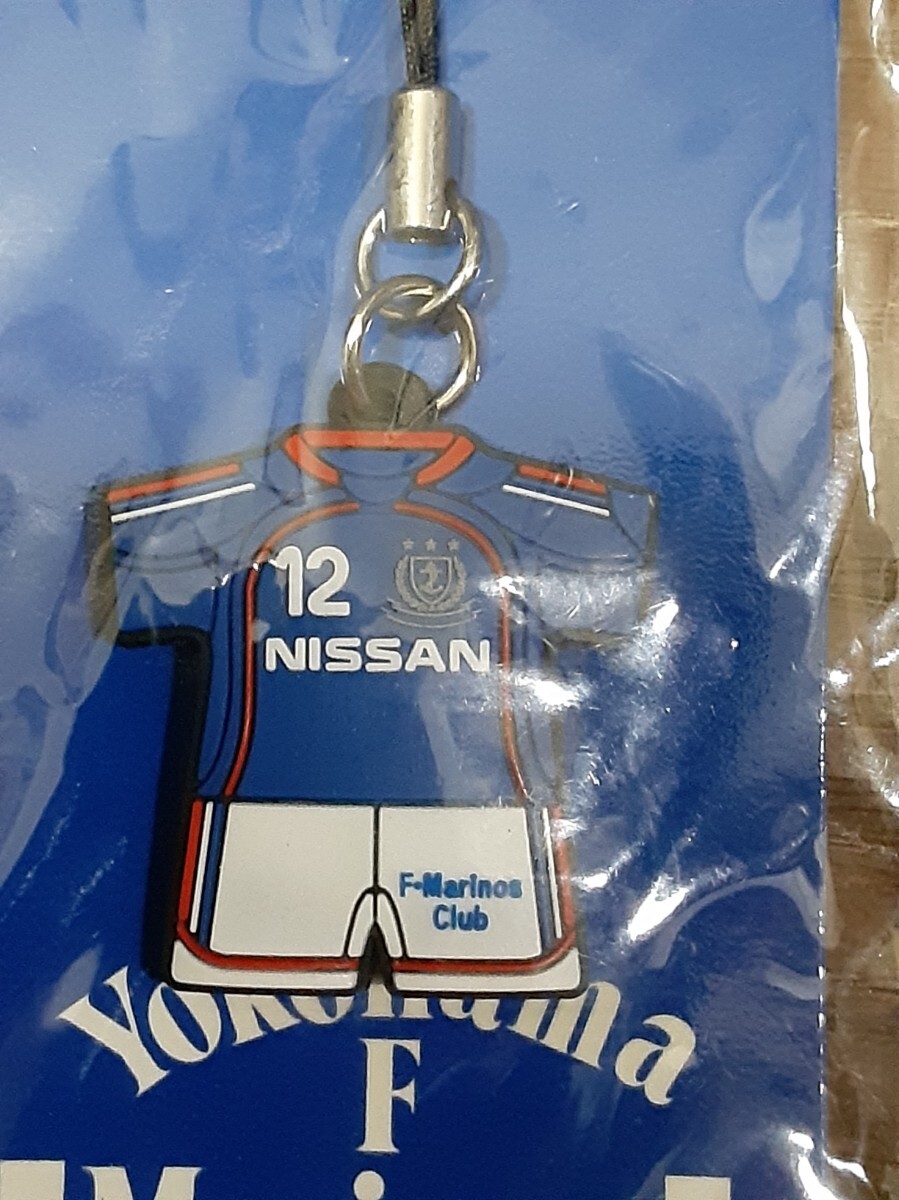 12
NISSAN
F·Marinos
Club
Yokohama
F